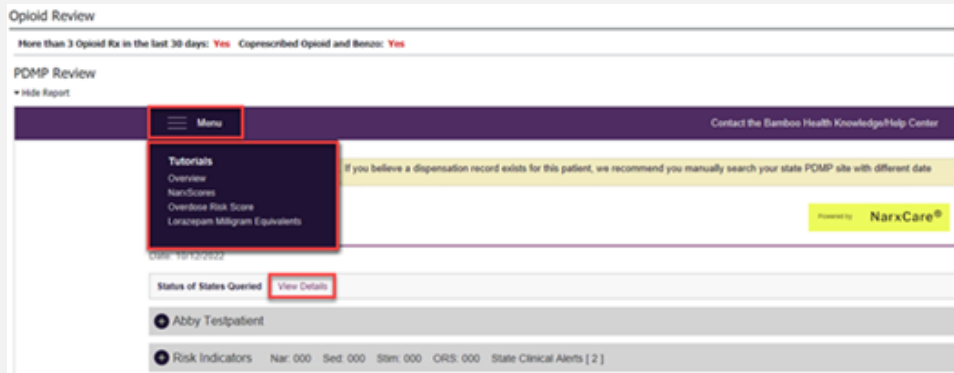 Opioid Review
More than 3 Opioid Rx in the last 30 days: Yes Coprescribed Opioid and Benzo: Yes
PDMP Review
Hide Report
Menu
Contact the Bamboo Health Knowledge/Help Center
Tutorials
Overview
NarxScores
Overdose Risk Score
Lorazepam Milligram Equivalents
If you believe a dispensation record exists for this patient, we recommend you manually search your state PDMP site with different date
Powered by NarxCare®
Date: 10/12/2022
Status of States Queried View Details
Abby Testpatient
Risk Indicators Nar: 000 Sed: 000 Stim: 000 ORS: 000 State Clinical Alerts [ 2 ]